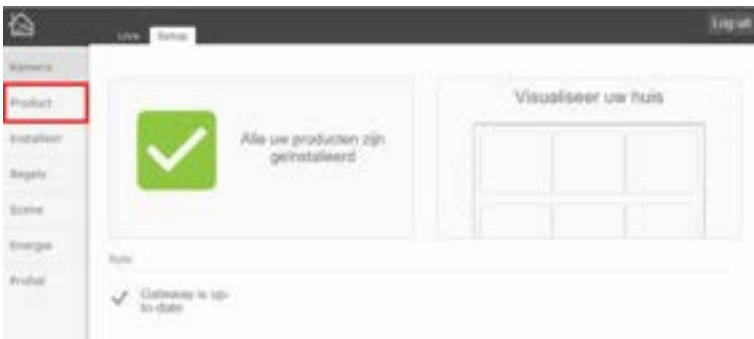 Log uit
Live Setup
Kamers
Product
Installeer
Regels
Scene
Energie
Profiel
Alle uw producten zijn
geïnstalleerd
Visualiseer uw huis
Gateway is up-
to-date